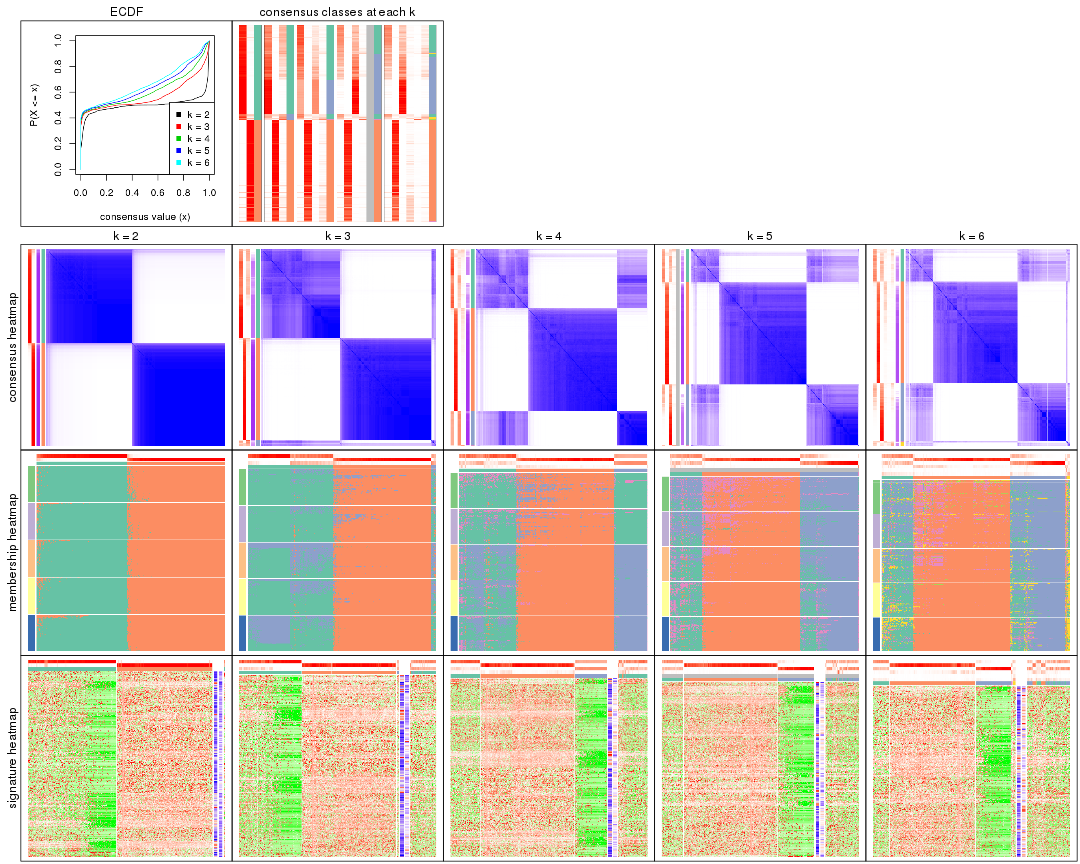 ECDF
consensus classes at each k
P(X <= x)
0.0
0.2
0.4
0.6
0.8
1.0
k = 2
k = 3
k = 4
k = 5
k = 6
0.0 0.2 0.4 0.6 0.8 1.0
consensus value (x)
k = 2
k = 3
k = 4
k = 5
k = 6
consensus heatmap
membership heatmap
signature heatmap